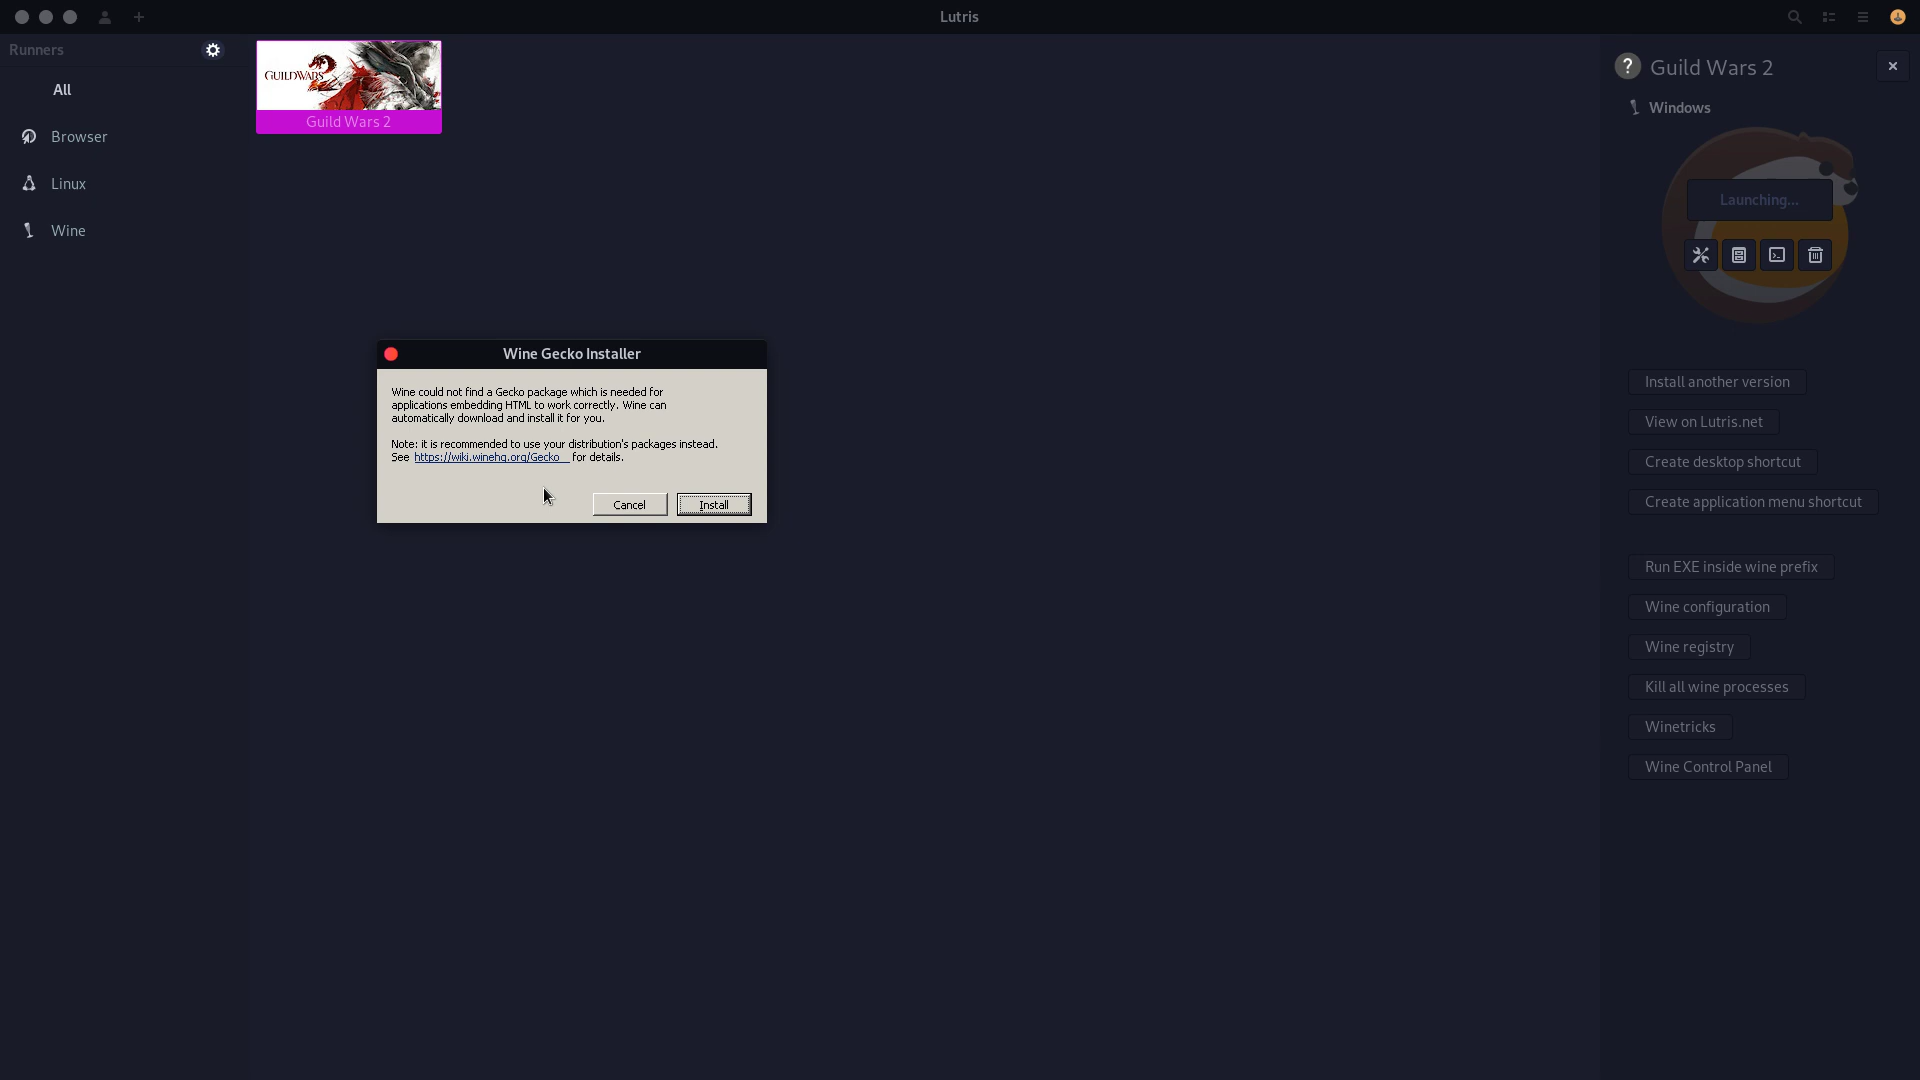 Lutris
Runners
All
Browser
Linux
Wine
GUILDWARS 2
Guild Wars 2
Wine Gecko Installer
Wine could not find a Gecko package which is needed for
applications embedding HTML to work correctly. Wine can
automatically download and install it for you.
Note: it is recommended to use your distribution's packages instead.
See https://wiki.winehq.org/Gecko for details.
Cancel
Install
? Guild Wars 2
Windows
Launching...
Install another version
View on Lutris.net
Create desktop shortcut
Create application menu shortcut
Run EXE inside wine prefix
Wine configuration
Wine registry
Kill all wine processes
Winetricks
Wine Control Panel